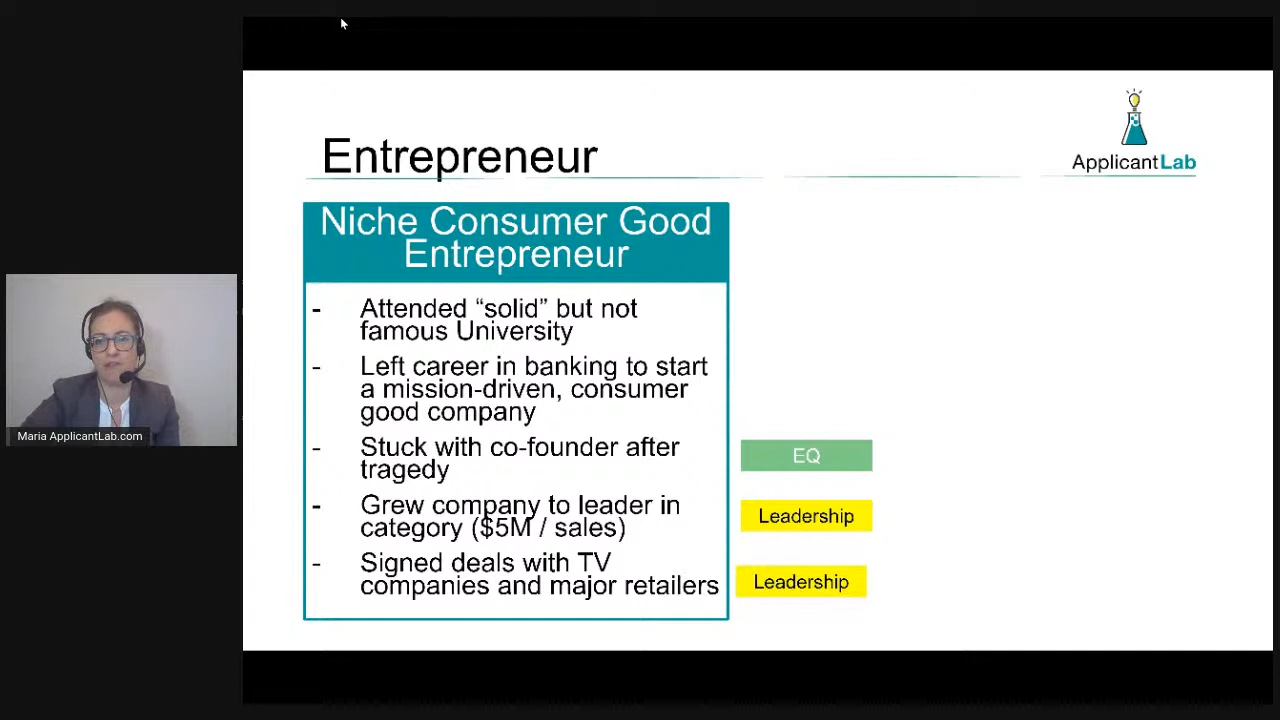 Entrepreneur
ApplicantLab
Niche Consumer Good
Entrepreneur
- Attended “solid” but not
famous University
- Left career in banking to start
a mission-driven, consumer
good company
- Stuck with co-founder after
tragedy
EQ
- Grew company to leader in
category ($5M / sales)
Leadership
- Signed deals with TV
companies and major retailers
Leadership
Maria ApplicantLab.com